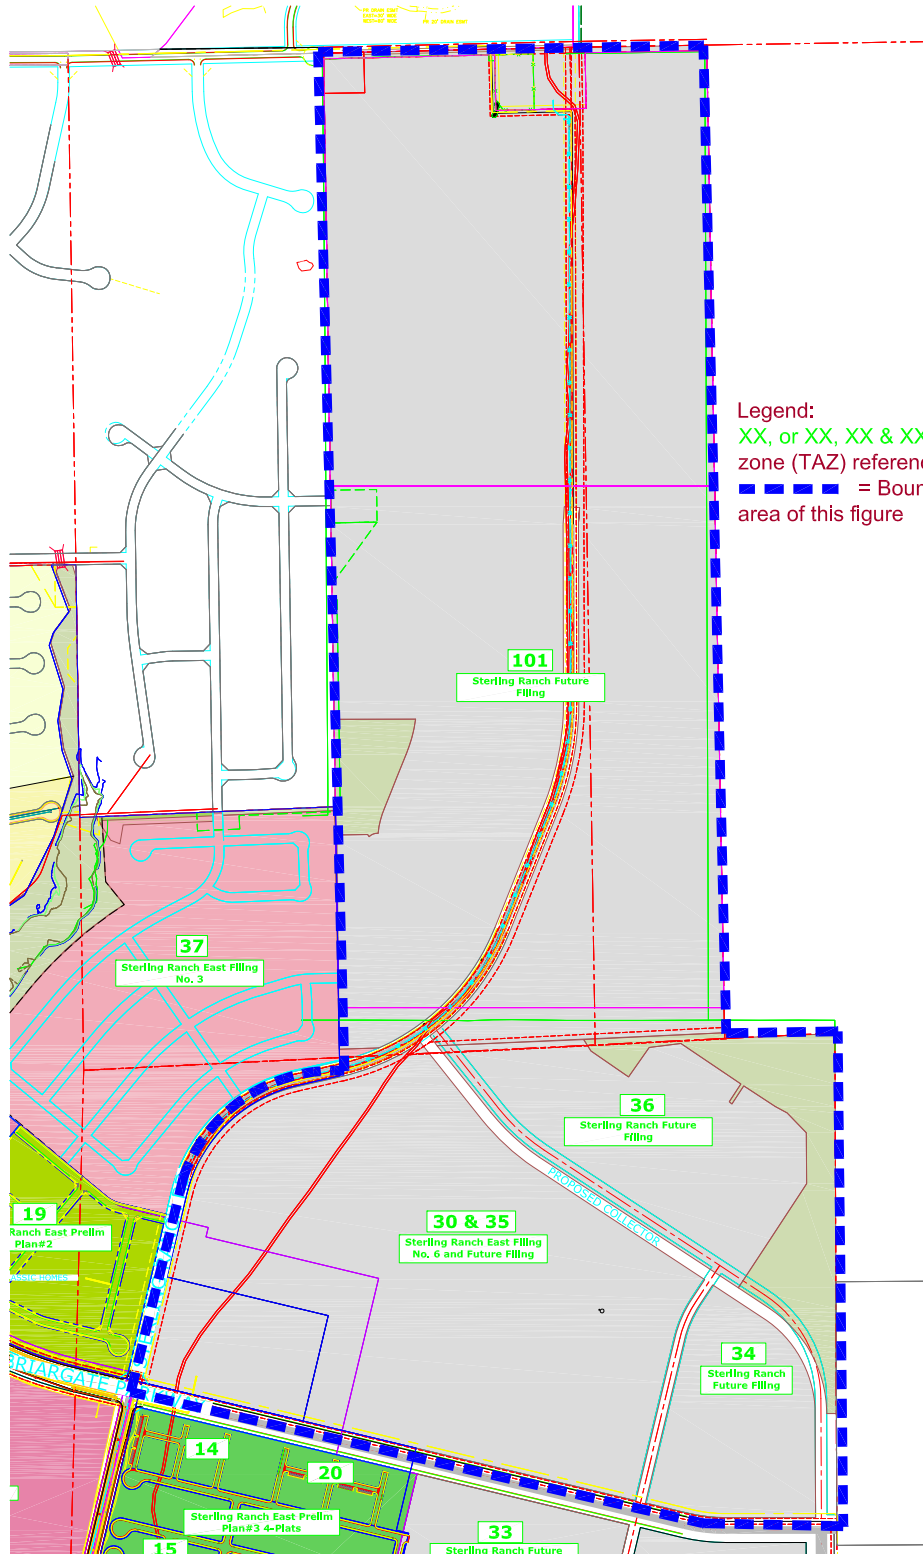 Legend:
XX, or XX, XX & XX
zone (TAZ) referen
= Boun
area of this figure
101
Sterling Ranch Future
Filing
37
Sterling Ranch East Filing
No. 3
36
Sterling Ranch Future
Filing
PROPOSED COLLECTOR
19
Ranch East Prelim
Plan#2
30 & 35
Sterling Ranch East Filing
No. 6 and Future Filing
34
Sterling Ranch
Future Filing
BRIARGATE
14
20
Sterling Ranch East Prelim
Plan#3 4-Plats
15
33
Sterling Ranch Future